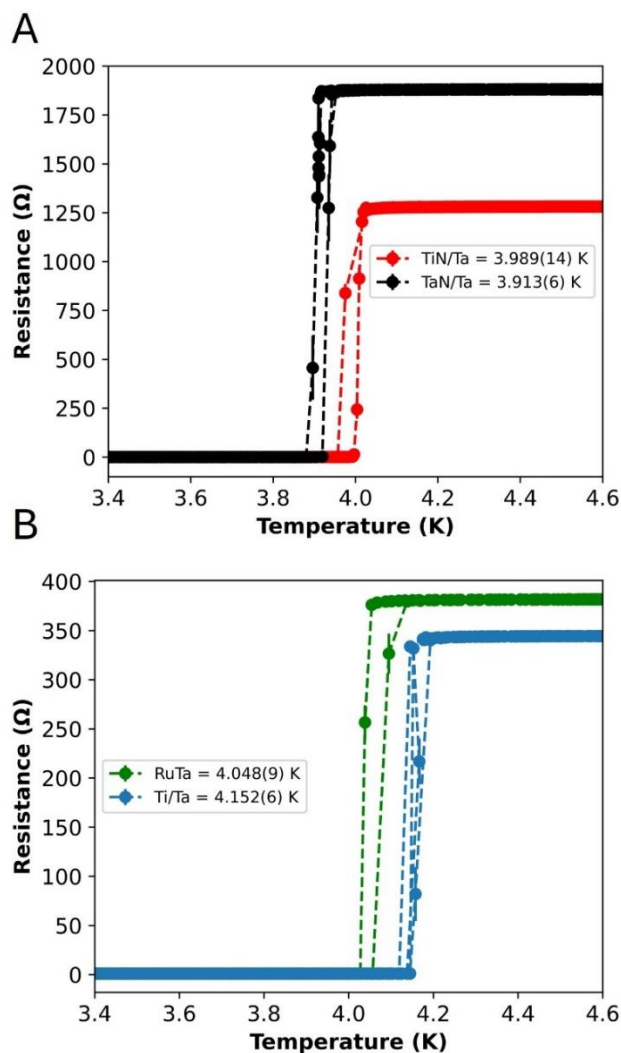 A
2000
1750
1500
1250
1000
750
500
250
0
Resistance (Ω)
TiN/Ta = 3.989(14) K
TaN/Ta = 3.913(6) K
3.4 3.6 3.8 4.0 4.2 4.4 4.6
Temperature (K)
B
400
350
300
250
200
150
100
50
0
Resistance (Ω)
RuTa = 4.048(9) K
Ti/Ta = 4.152(6) K
3.4 3.6 3.8 4.0 4.2 4.4 4.6
Temperature (K)